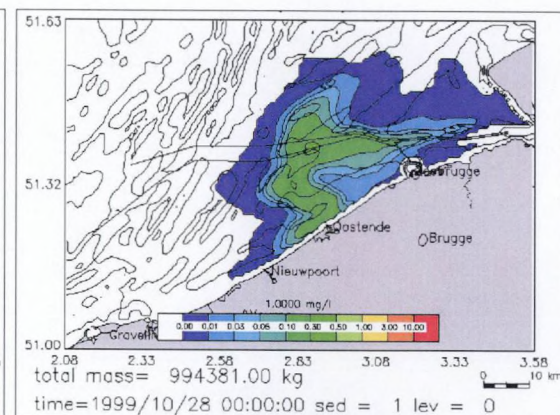 51.63
51.32
51.00
Oostende
Brugge
Nieuwpoort
1.0000 mg/l
0.00 0.01 0.03 0.05 0.10 0.30 0.50 1.00 3.00 10.00
2.08 2.33 2.58 2.83 3.08 3.33 3.58
total mass= 994381.00 kg
0 10 km
time=1999/10/28 00:00:00 sed = 1 lev = 0